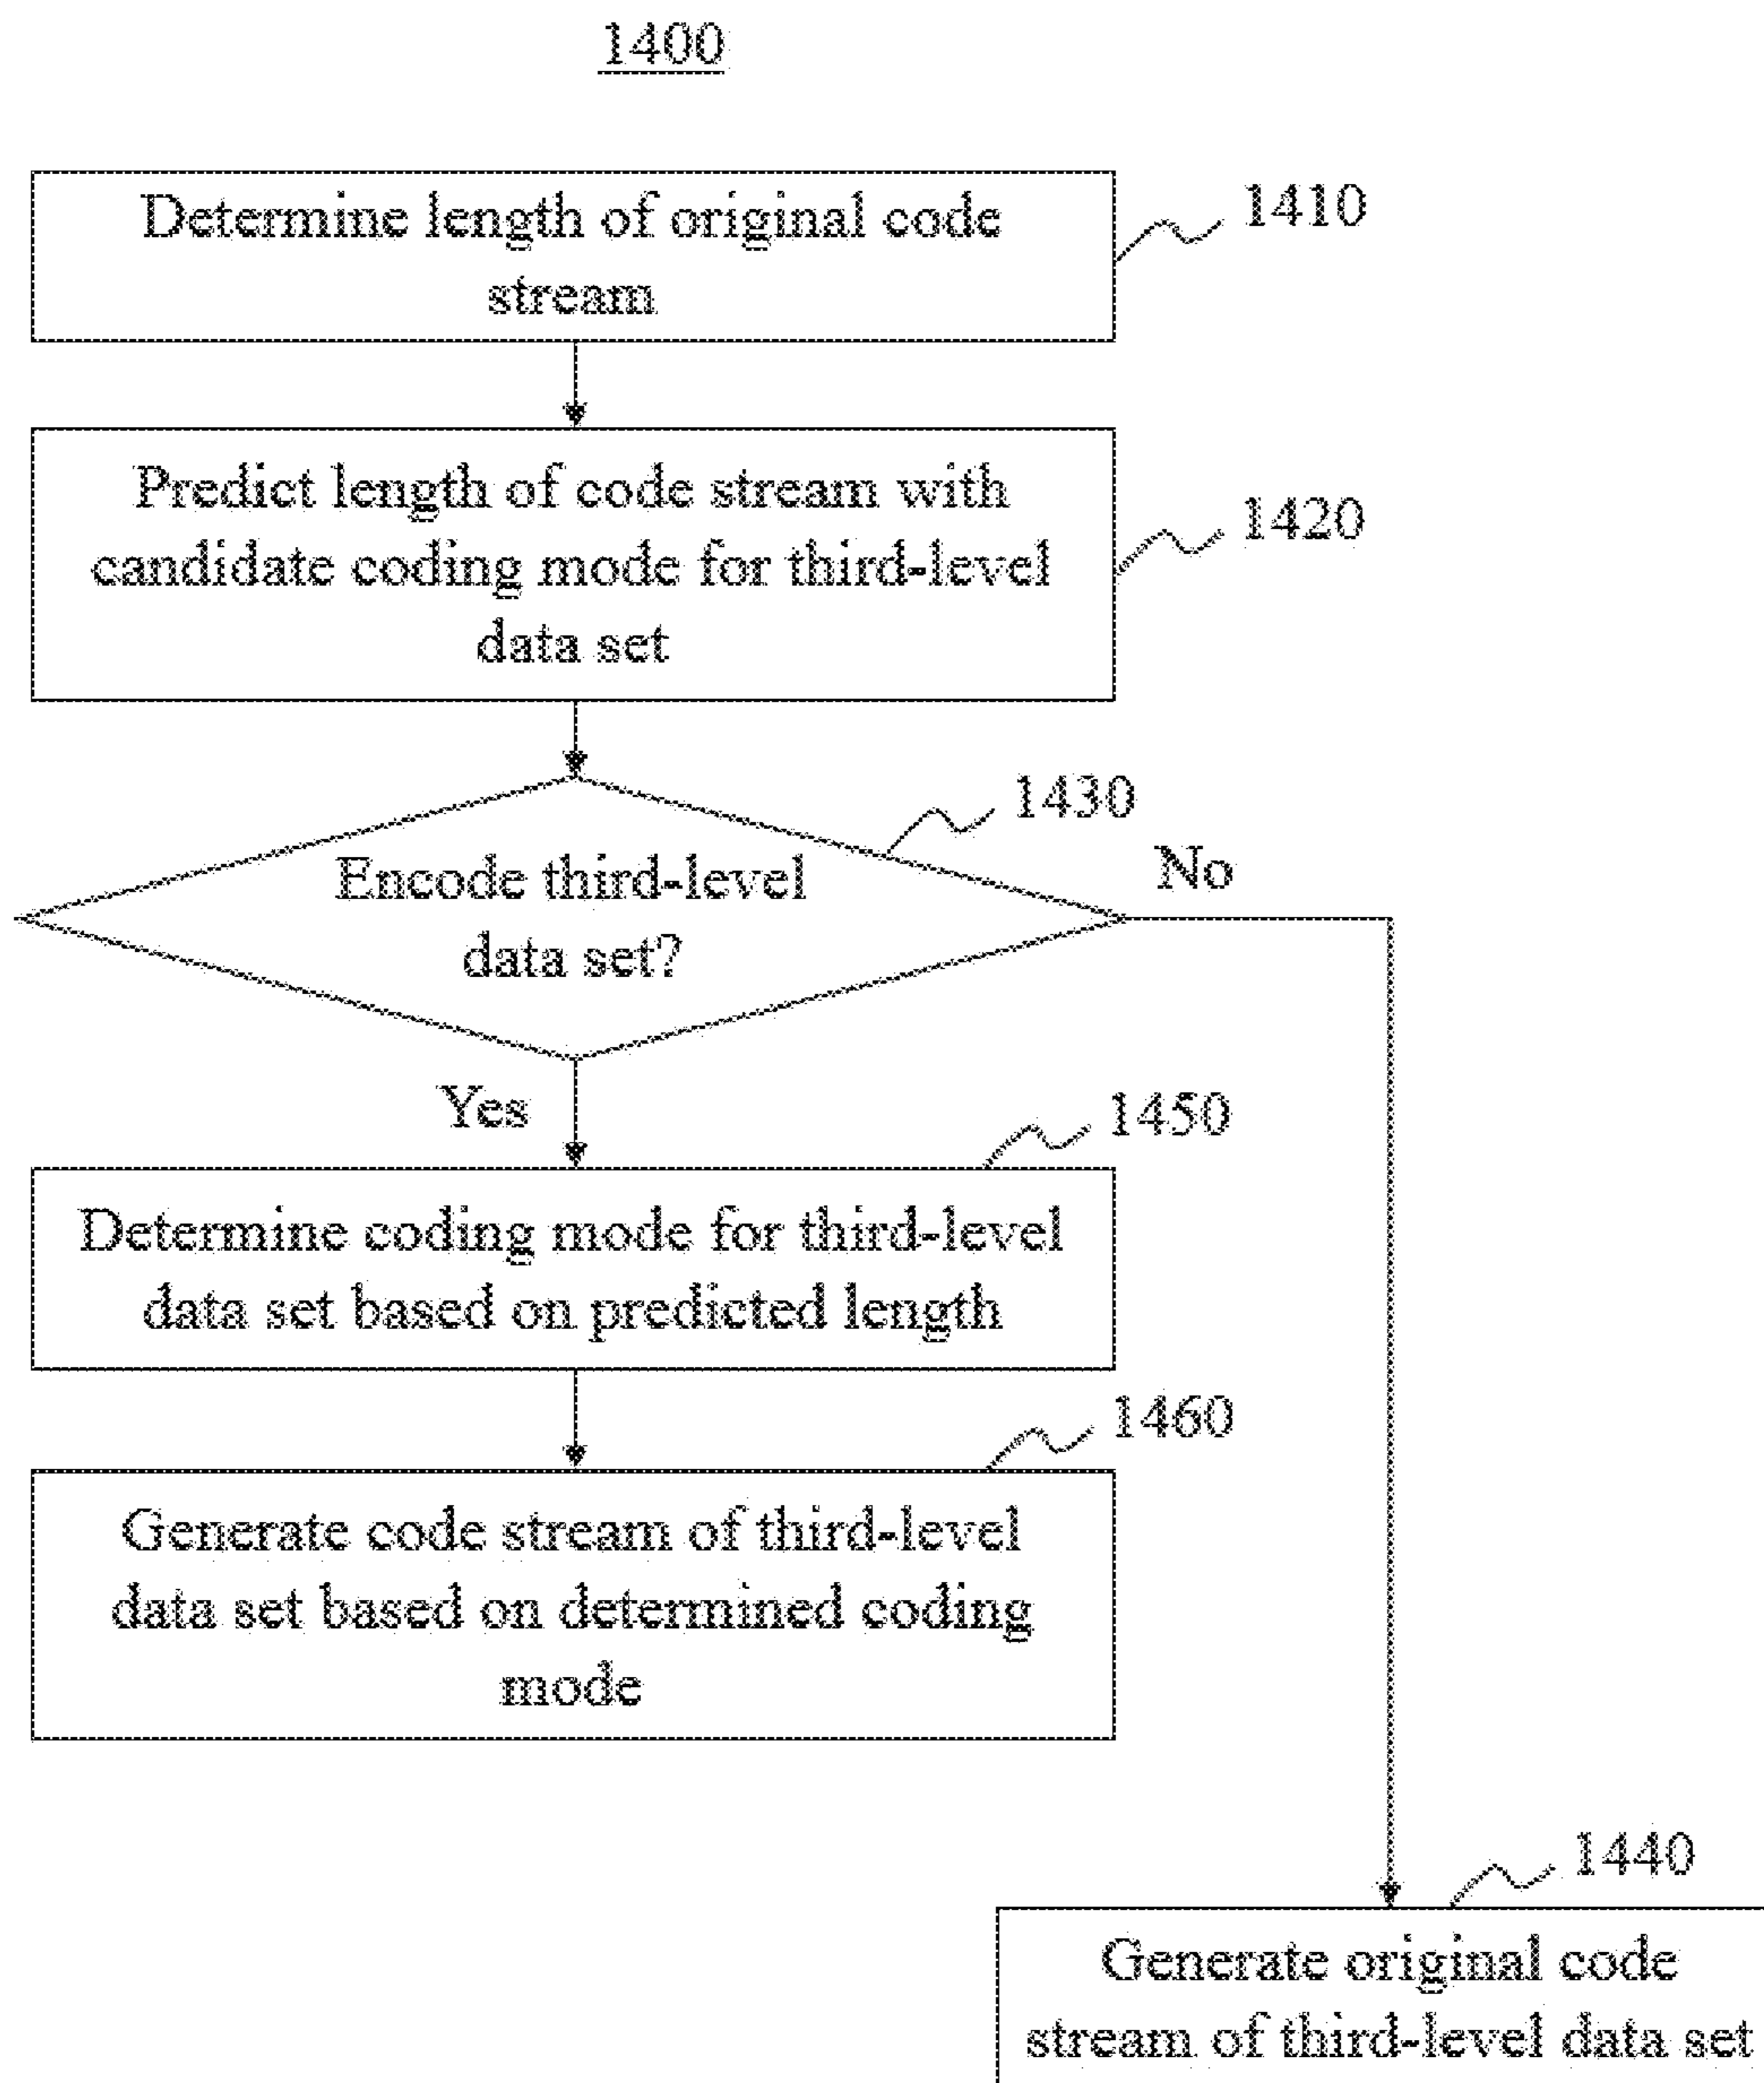 1400
Determine length of original code
stream
1410
Predict length of code stream with
candidate coding mode for third-level
data set
1420
1430
Encode third-level
data set?
No
Yes
1450
Determine coding mode for third-level
data set based on predicted length
1460
Generate code stream of third-level
data set based on determined coding
mode
1440
Generate original code
stream of third-level data set